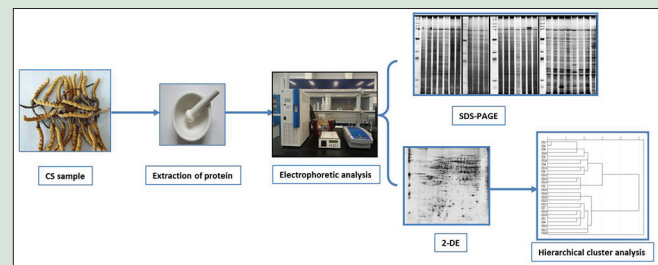 CS sample
Extraction of protein
Electrophoretic analysis
SDS-PAGE
2-DE
Hierarchical cluster analysis